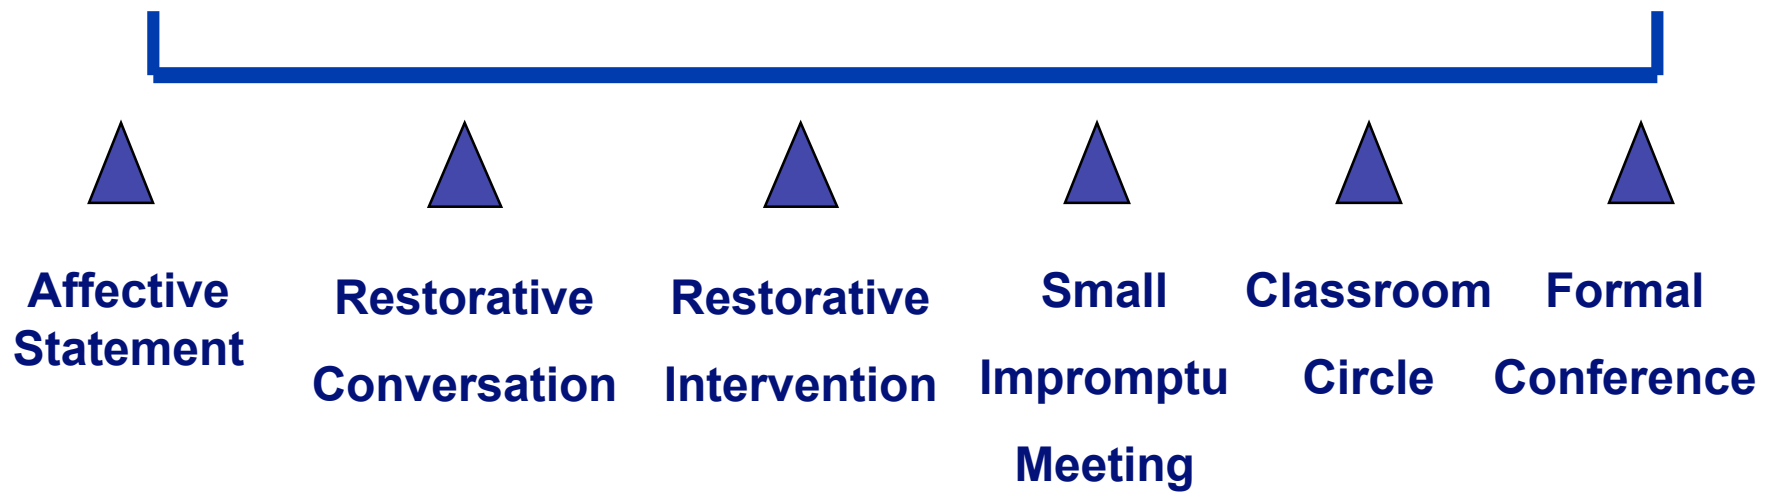 Affective
Statement
Restorative
Conversation
Restorative
Intervention
Small
Impromptu
Meeting
Classroom
Circle
Formal
Conference